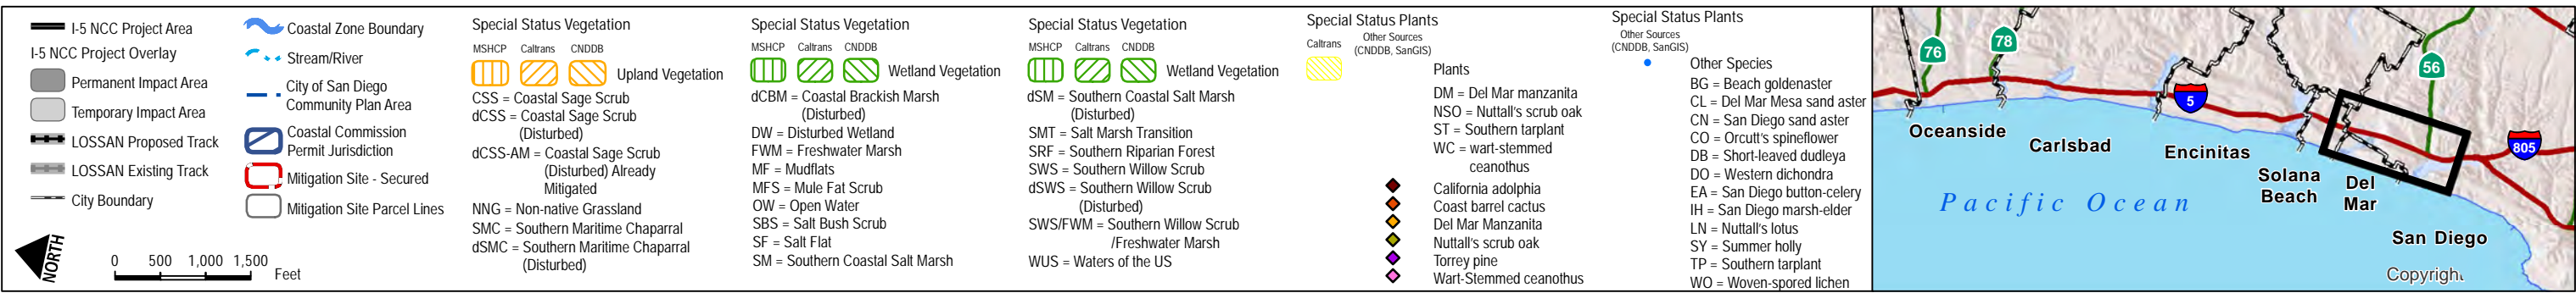 I-5 NCC Project Area
I-5 NCC Project Overlay
Permanent Impact Area
Temporary Impact Area
LOSSAN Proposed Track
LOSSAN Existing Track
City Boundary
NORTH
0 500 1,000 1,500
Feet
Coastal Zone Boundary
Stream/River
City of San Diego
Community Plan Area
Coastal Commission
Permit Jurisdiction
Mitigation Site - Secured
Mitigation Site Parcel Lines
Special Status Vegetation
MSHCP Caltrans CNDDB
Upland Vegetation
CSS = Coastal Sage Scrub
dCSS = Coastal Sage Scrub
(Disturbed)
dCSS-AM = Coastal Sage Scrub
(Disturbed) Already
Mitigated
NNG = Non-native Grassland
SMC = Southern Maritime Chaparral
dSMC = Southern Maritime Chaparral
(Disturbed)
Special Status Vegetation
MSHCP Caltrans CNDDB
Wetland Vegetation
dCBM = Coastal Brackish Marsh
(Disturbed)
DW = Disturbed Wetland
FWM = Freshwater Marsh
MF = Mudflats
MFS = Mule Fat Scrub
OW = Open Water
SBS = Salt Bush Scrub
SF = Salt Flat
SM = Southern Coastal Salt Marsh
Special Status Vegetation
MSHCP Caltrans CNDDB
Wetland Vegetation
dSM = Southern Coastal Salt Marsh
(Disturbed)
SMT = Salt Marsh Transition
SRF = Southern Riparian Forest
SWS = Southern Willow Scrub
dSWS = Southern Willow Scrub
(Disturbed)
SWS/FWM = Southern Willow Scrub
/Freshwater Marsh
WUS = Waters of the US
Special Status Plants
Caltrans
Other Sources
(CNDDB, SanGIS)
Plants
DM = Del Mar manzanita
NSO = Nuttall's scrub oak
ST = Southern tarplant
WC = wart-stemmed
ceanothus
California adolphia
Coast barrel cactus
Del Mar Manzanita
Nuttall's scrub oak
Torrey pine
Wart-Stemmed ceanothus
Special Status Plants
Other Sources
(CNDDB, SanGIS)
Other Species
BG = Beach goldenaster
CL = Del Mar Mesa sand aster
CN = San Diego sand aster
CO = Orcutt's spineflower
DB = Short-leaved dudleya
DO = Western dichondra
EA = San Diego button-celery
IH = San Diego marsh-elder
LN = Nuttall's lotus
SY = Summer holly
TP = Southern tarplant
WO = Woven-spored lichen
76
78
5
56
805
Oceanside
Carlsbad
Encinitas
Solana
Beach
Del
Mar
San Diego
Pacific Ocean